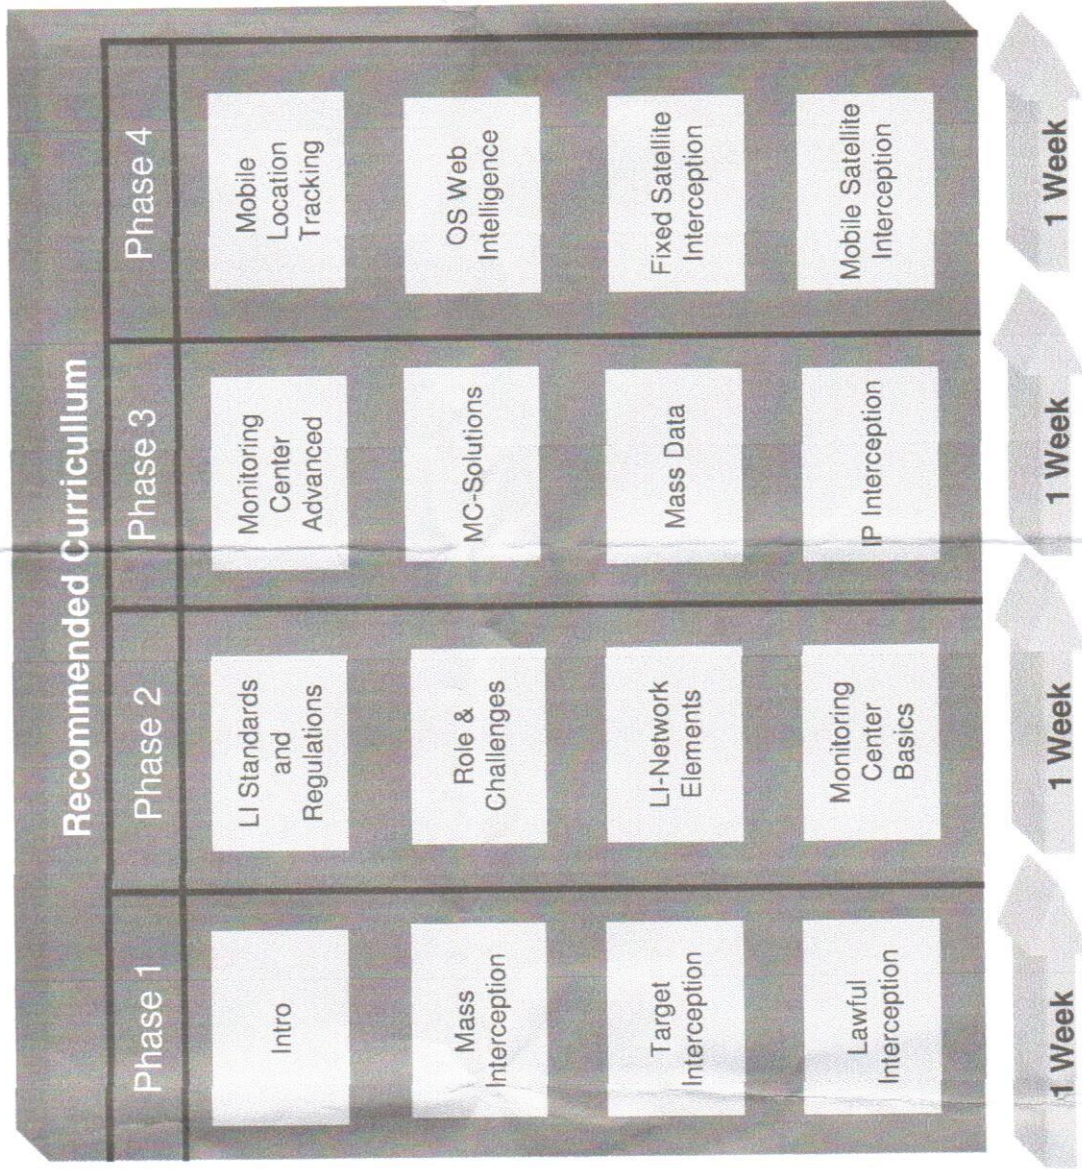 Recommended Curricullum
Phase 1
Phase 2
Phase 3
Phase 4
Intro
Mass
Interception
Target
Interception
Lawful
Interception
LI Standards
and
Regulations
Role &
Challenges
LI-Network
Elements
Monitoring
Center
Basics
Monitoring
Center
Advanced
MC-Solutions
Mass Data
IP Interception
Mobile
Location
Tracking
OS Web
Intelligence
Fixed Satellite
Interception
Mobile Satellite
Interception
1 Week
1 Week
1 Week
1 Week